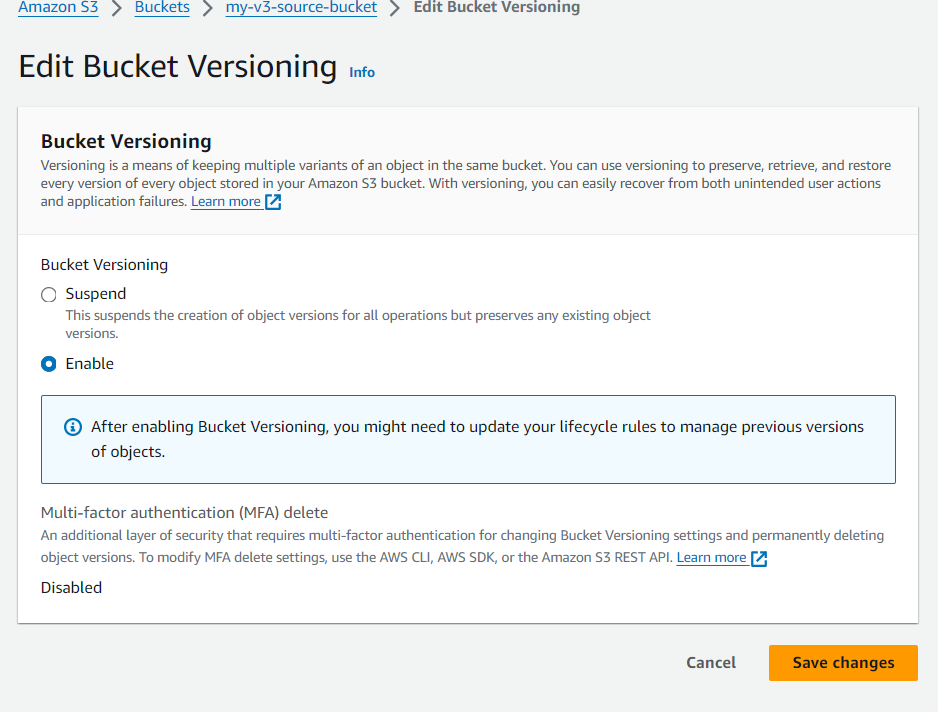 Amazon S3 > Buckets > my-v3-source-bucket > Edit Bucket Versioning
Edit Bucket Versioning Info
Bucket Versioning
Versioning is a means of keeping multiple variants of an object in the same bucket. You can use versioning to preserve, retrieve, and restore
every version of every object stored in your Amazon S3 bucket. With versioning, you can easily recover from both unintended user actions
and application failures. Learn more
Bucket Versioning
Suspend
This suspends the creation of object versions for all operations but preserves any existing object
versions.
Enable
After enabling Bucket Versioning, you might need to update your lifecycle rules to manage previous versions
of objects.
Multi-factor authentication (MFA) delete
An additional layer of security that requires multi-factor authentication for changing Bucket Versioning settings and permanently deleting
object versions. To modify MFA delete settings, use the AWS CLI, AWS SDK, or the Amazon S3 REST API. Learn more
Disabled
Cancel Save changes